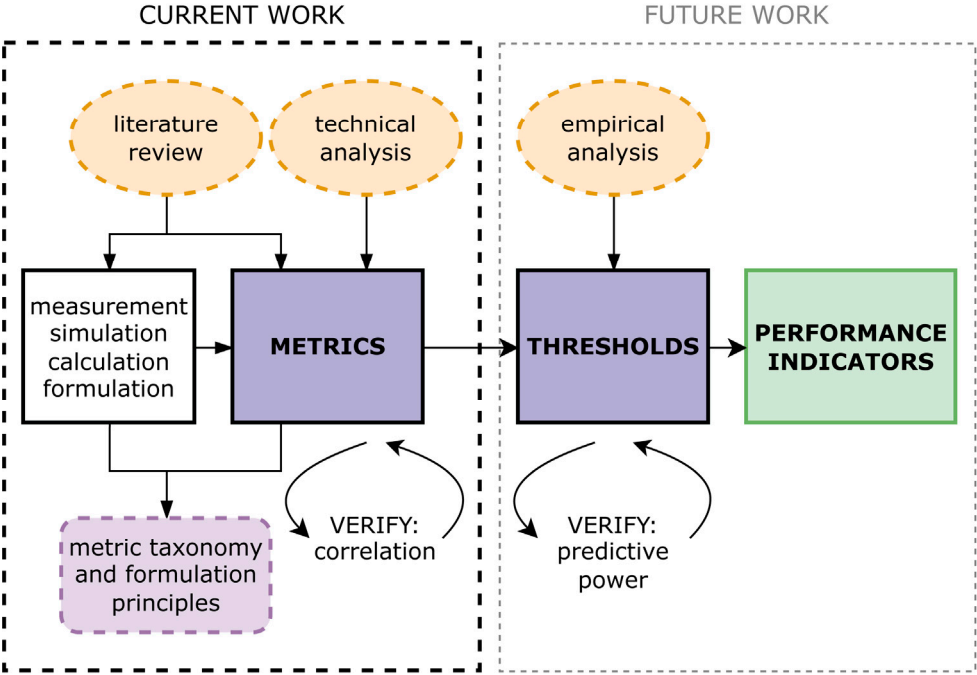 CURRENT WORK
FUTURE WORK
literature
review
technical
analysis
empirical
analysis
measurement
simulation
calculation
formulation
METRICS
THRESHOLDS
PERFORMANCE
INDICATORS
VERIFY:
correlation
VERIFY:
predictive
power
metric taxonomy
and formulation
principles